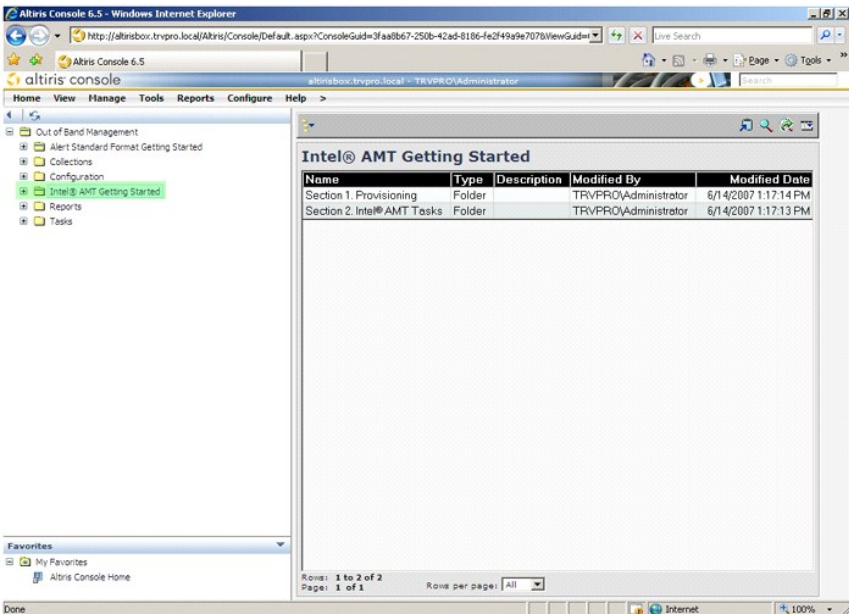 Altiris Console 6.5 - Windows Internet Explorer
http://altirisbox.trvpro.local/Altiris/Console/Default.aspx?ConsoleGuid=3faa8b67-250b-42ad-8186-fe2f49a9e707&ViewGuid=
Live Search
Altiris Console 6.5
Page
Tools
»
altiris console
altirisbox.trvpro.local - TRVPRO\Administrator
Search
Home View Manage Tools Reports Configure Help >
Out of Band Management
Alert Standard Format Getting Started
Collections
Configuration
Intel® AMT Getting Started
Reports
Tasks
Intel® AMT Getting Started
Name Type Description Modified By Modified Date
Section 1. Provisioning Folder TRVPRO\Administrator 6/14/2007 1:17:14 PM
Section 2. Intel® AMT Tasks Folder TRVPRO\Administrator 6/14/2007 1:17:13 PM
Favorites
My Favorites
Altiris Console Home
Rows: 1 to 2 of 2
Page: 1 of 1
Rows per page: All
Done
Internet
100%